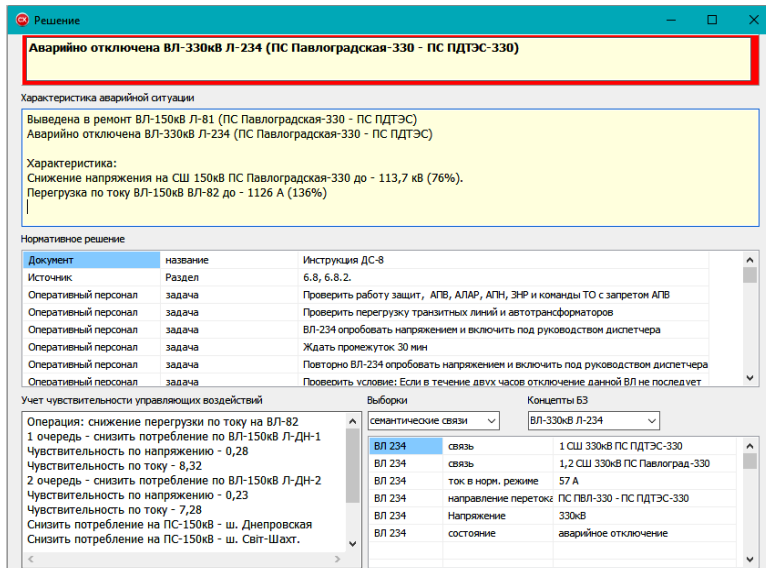 СК Решение
Аварийно отключена ВЛ-330кВ Л-234 (ПС Павлоградская-330 - ПС ПДТЭС-330)
Характеристика аварийной ситуации
Выведена в ремонт ВЛ-150кВ Л-81 (ПС Павлоградская-330 - ПС ПДТЭС)
Аварийно отключена ВЛ-330кВ Л-234 (ПС Павлоградская-330 - ПС ПДТЭС)
Характеристика:
Снижение напряжения на СШ 150кВ ПС Павлоградская-330 до - 113,7 кВ (76%).
Перегрузка по току ВЛ-150кВ ВЛ-82 до - 1126 А (136%)
Нормативное решение
Документ название Инструкция ДС-8
Источник Раздел 6.8, 6.8.2.
Оперативный персонал задача Проверить работу защит, АПВ, АЛАР, АПН, ЗНР и команды ТО с запретом АПВ
Оперативный персонал задача Проверить перегрузку транзитных линий и автотрансформаторов
Оперативный персонал задача ВЛ-234 опробовать напряжением и включить под руководством диспетчера
Оперативный персонал задача Ждать промежуток 30 мин
Оперативный персонал задача Повторно ВЛ-234 опробовать напряжением и включить под руководством диспетчера
Оперативный персонал задача Проверить условие: Если в течение двух часов отключение данной ВЛ не последует
Учет чувствительности управляющих воздействий
Операция: снижение перегрузки по току на ВЛ-82
1 очередь - снизить потребление по ВЛ-150кВ Л-ДН-1
Чувствительность по напряжению - 0,28
Чувствительность по току - 8,32
2 очередь - снизить потребление по ВЛ-150кВ Л-ДН-2
Чувствительность по напряжению - 0,23
Чувствительность по току - 7,28
Снизить потребление на ПС-150кВ - ш. Днепровская
Снизить потребление на ПС-150кВ - ш. Світ-Шахт.
Выборки Концепты БЗ
семантические связи ВЛ-330кВ Л-234
ВЛ 234 связь 1 СШ 330кВ ПС ПДТЭС-330
ВЛ 234 связь 1,2 СШ 330кВ ПС Павлоград-330
ВЛ 234 ток в норм. режиме 57 А
ВЛ 234 направление перетока ПС ПВЛ-330 - ПС ПДТЭС-330
ВЛ 234 Напряжение 330кВ
ВЛ 234 состояние аварийное отключение